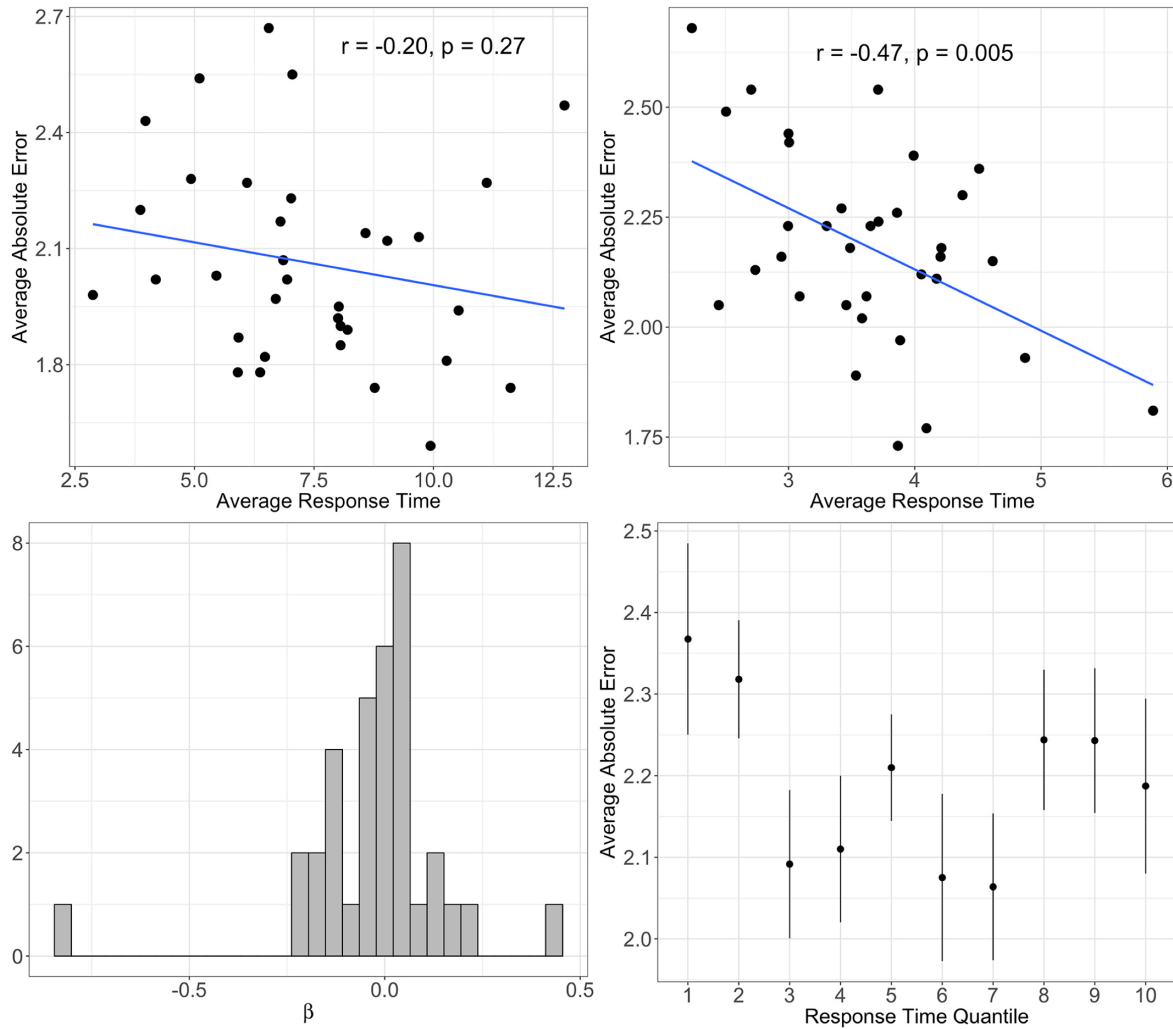 2.7
2.4
2.1
1.8
Average Absolute Error
r = -0.20, p = 0.27
2.5 5.0 7.5 10.0 12.5
Average Response Time
2.50
2.25
2.00
1.75
Average Absolute Error
r = -0.47, p = 0.005
3 4 5 6
Average Response Time
8
6
4
2
0
-0.5 0.0 0.5
β
2.5
2.4
2.3
2.2
2.1
2.0
Average Absolute Error
1 2 3 4 5 6 7 8 9 10
Response Time Quantile